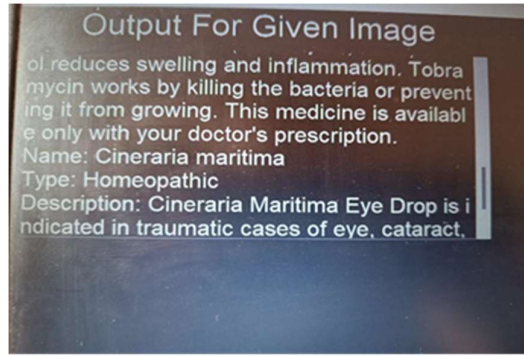 Output For Given Image
ol reduces swelling and inflammation. Tobra
mycin works by killing the bacteria or prevent
ing it from growing. This medicine is availabl
e only with your doctor's prescription.
Name: Cineraria maritima
Type: Homeopathic
Description: Cineraria Maritima Eye Drop is i
ndicated in traumatic cases of eye, cataract,